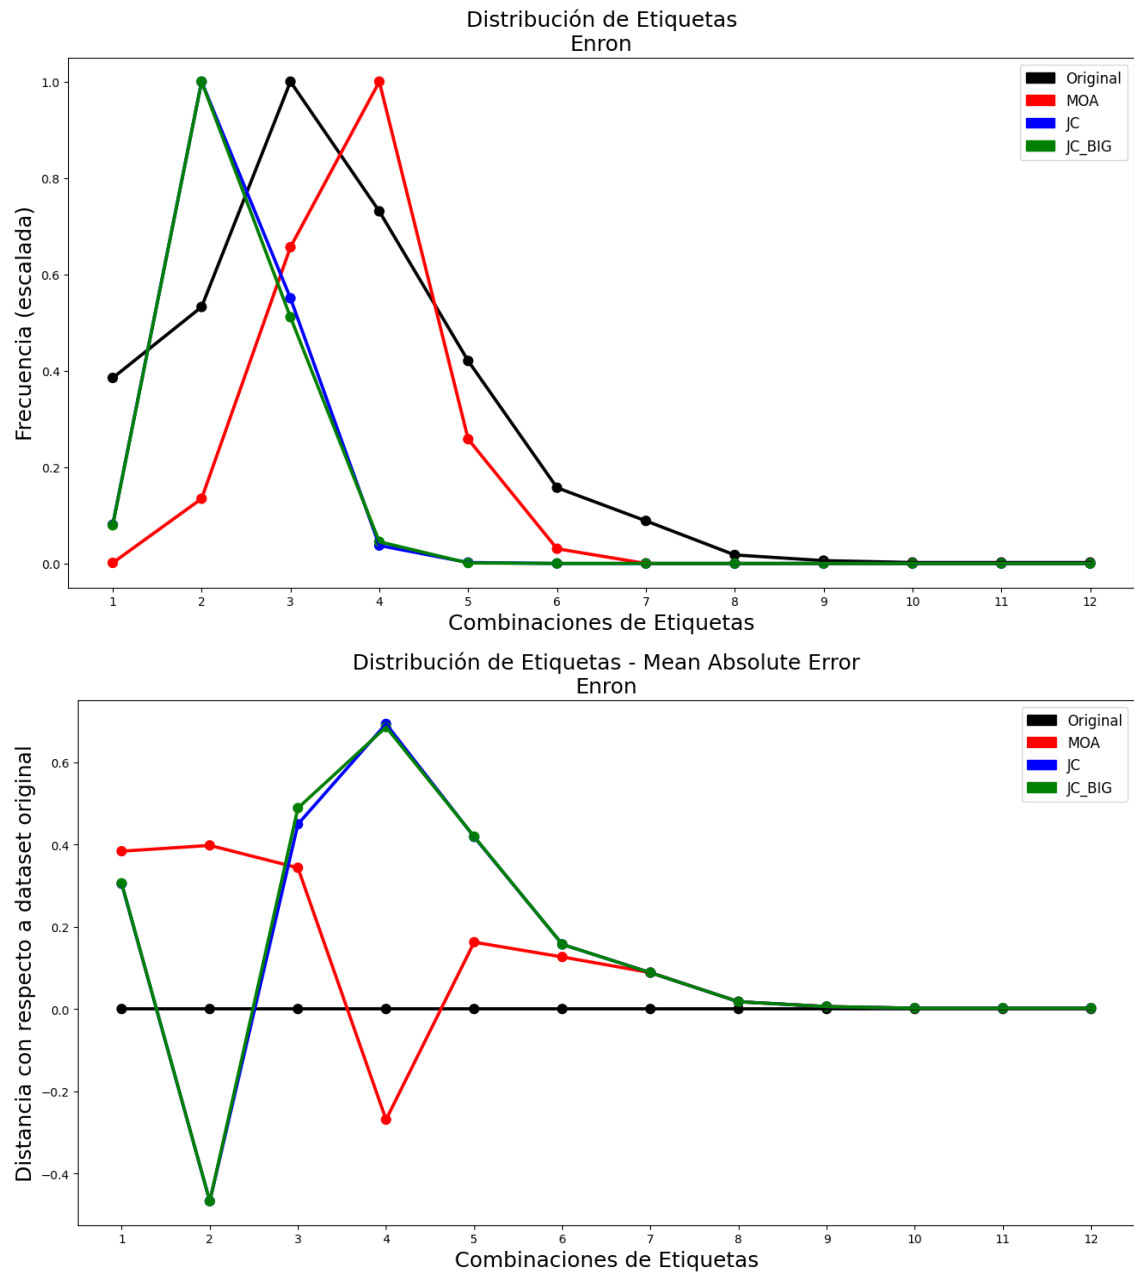 Distribución de Etiquetas
Enron
Original
MOA
JC
JC_BIG
Frecuencia (escalada)
1.0
0.8
0.6
0.4
0.2
0.0
1 2 3 4 5 6 7 8 9 10 11 12
Combinaciones de Etiquetas
Distribución de Etiquetas - Mean Absolute Error
Enron
Original
MOA
JC
JC_BIG
Distancia con respecto a dataset original
0.6
0.4
0.2
0.0
−0.2
−0.4
1 2 3 4 5 6 7 8 9 10 11 12
Combinaciones de Etiquetas